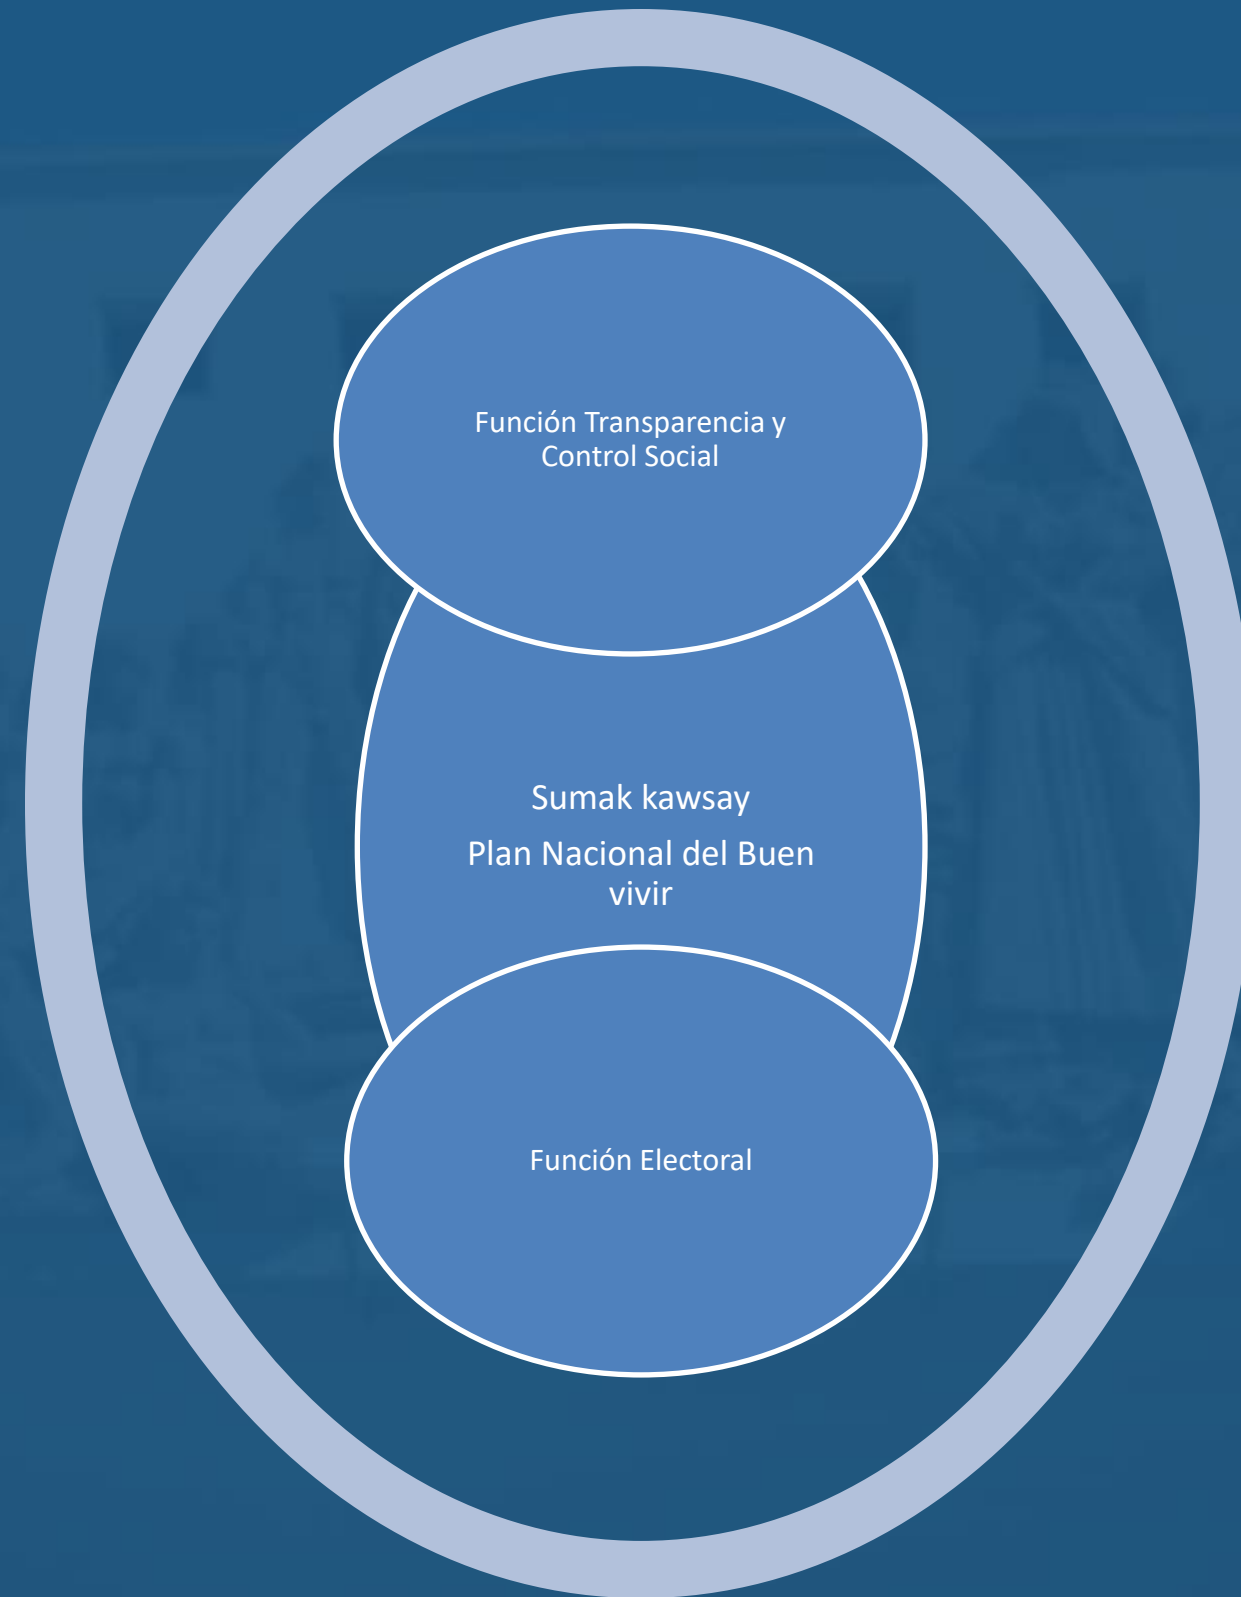 Función Transparencia y
Control Social
Sumak kawsay
Plan Nacional del Buen
vivir
Función Electoral